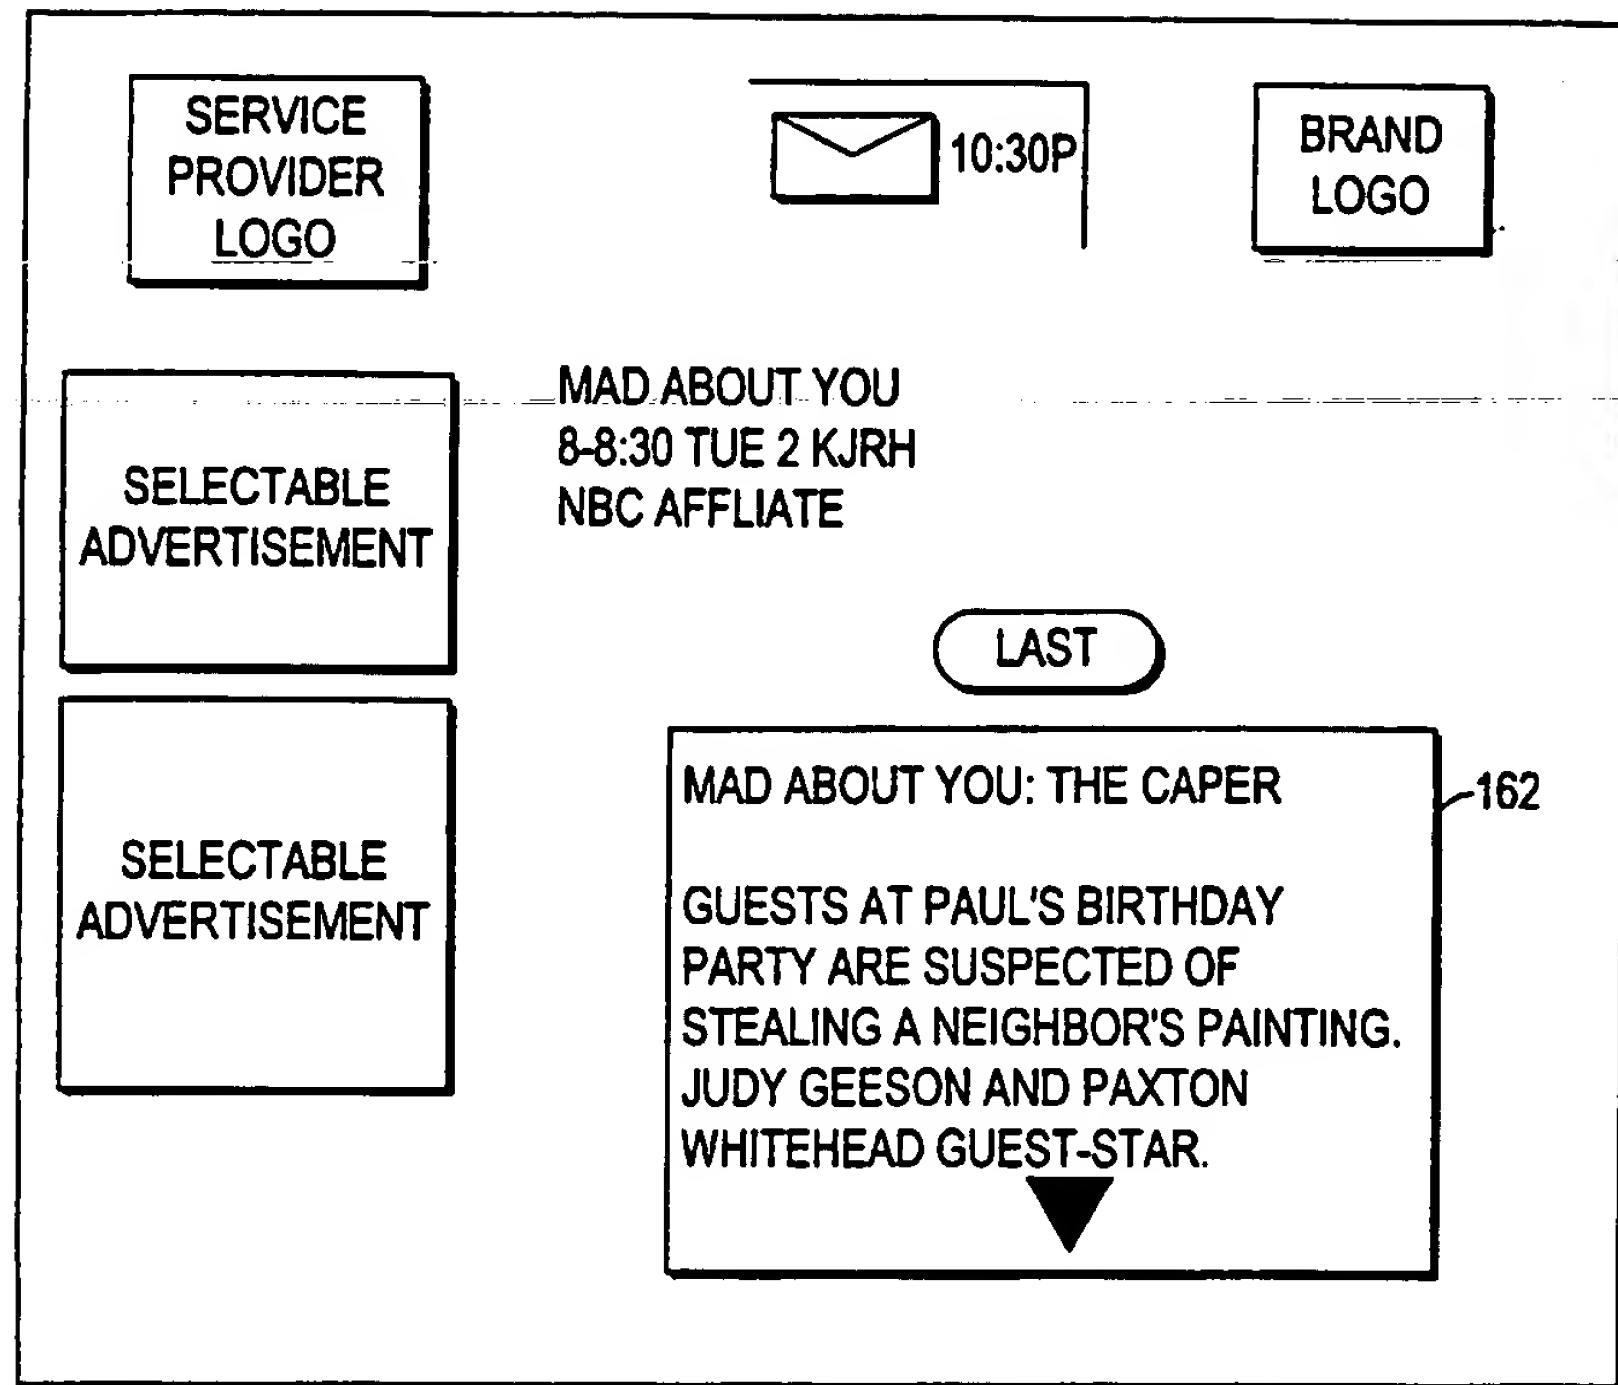 SERVICE
PROVIDER
LOGO
10:30P
BRAND
LOGO
SELECTABLE
ADVERTISEMENT
MAD ABOUT YOU
8-8:30 TUE 2 KJRH
NBC AFFLIATE
LAST
SELECTABLE
ADVERTISEMENT
MAD ABOUT YOU: THE CAPER
GUESTS AT PAUL'S BIRTHDAY
PARTY ARE SUSPECTED OF
STEALING A NEIGHBOR'S PAINTING.
JUDY GEESON AND PAXTON
WHITEHEAD GUEST-STAR.
162